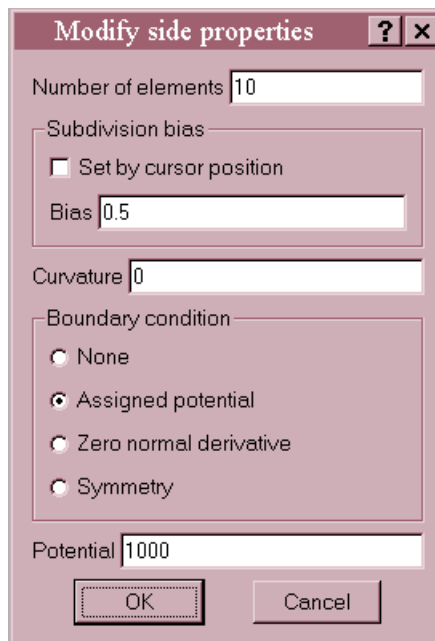 Modify side properties
Number of elements 10
Subdivision bias
Set by cursor position
Bias 0.5
Curvature 0
Boundary condition
None
Assigned potential
Zero normal derivative
Symmetry
Potential 1000
OK Cancel